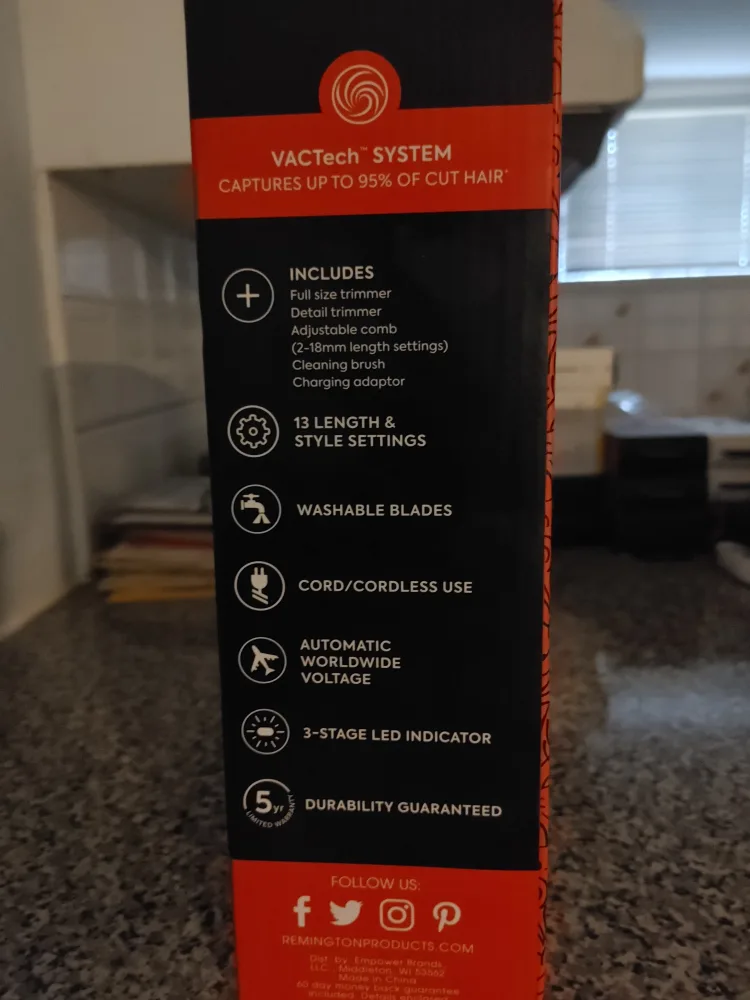 VACTech™ SYSTEM
CAPTURES UP TO 95% OF CUT HAIR*
INCLUDES
Full size trimmer
Detail trimmer
Adjustable comb
(2-18mm length settings)
Cleaning brush
Charging adaptor
13 LENGTH &
STYLE SETTINGS
WASHABLE BLADES
CORD/CORDLESS USE
AUTOMATIC
WORLDWIDE
VOLTAGE
3-STAGE LED INDICATOR
5yr
LIMITED WARRANTY
DURABILITY GUARANTEED
FOLLOW US:
REMINGTONPRODUCTS.COM
Dist. by: Empower Brands
LLC., Middleton, WI 53562
Made in China
60 day money back guarantee
included. Details enclosed